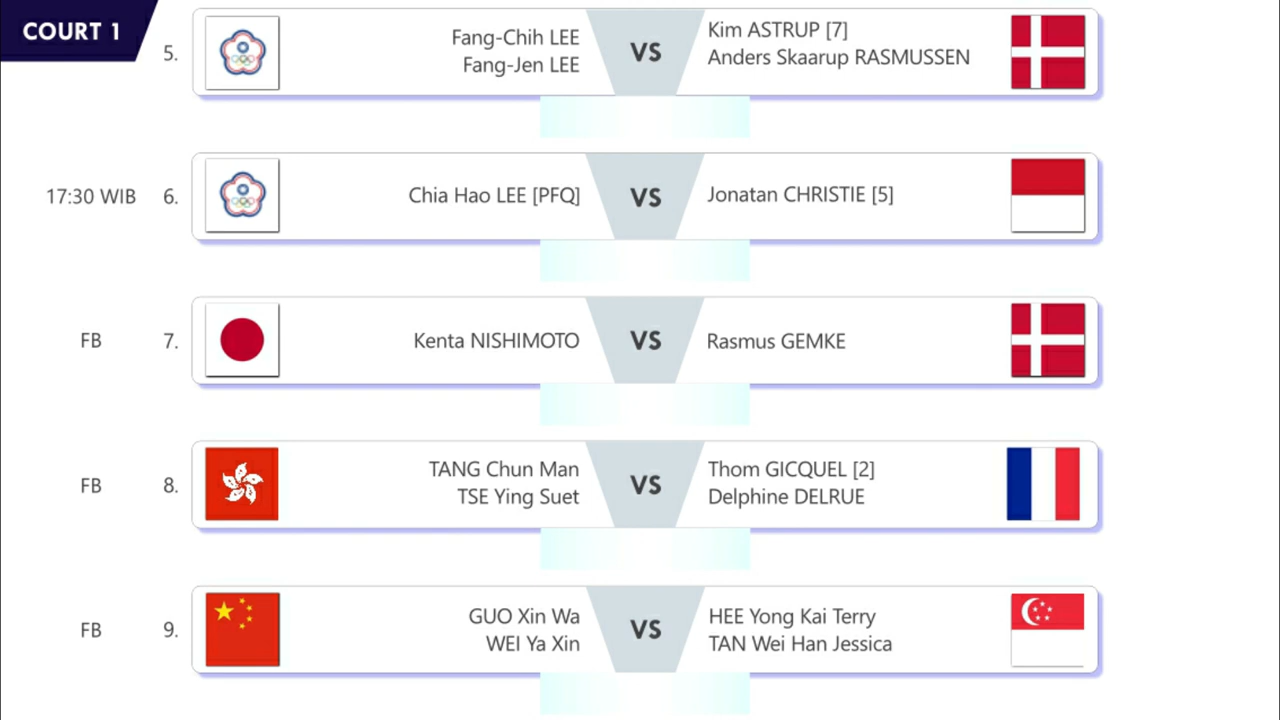 COURT 1
5.
Fang-Chih LEE
Fang-Jen LEE
VS
Kim ASTRUP [7]
Anders Skaarup RASMUSSEN
17:30 WIB
6.
Chia Hao LEE [PFQ]
VS
Jonatan CHRISTIE [5]
FB
7.
Kenta NISHIMOTO
VS
Rasmus GEMKE
FB
8.
TANG Chun Man
TSE Ying Suet
VS
Thom GICQUEL [2]
Delphine DELRUE
FB
9.
GUO Xin Wa
WEI Ya Xin
VS
HEE Yong Kai Terry
TAN Wei Han Jessica